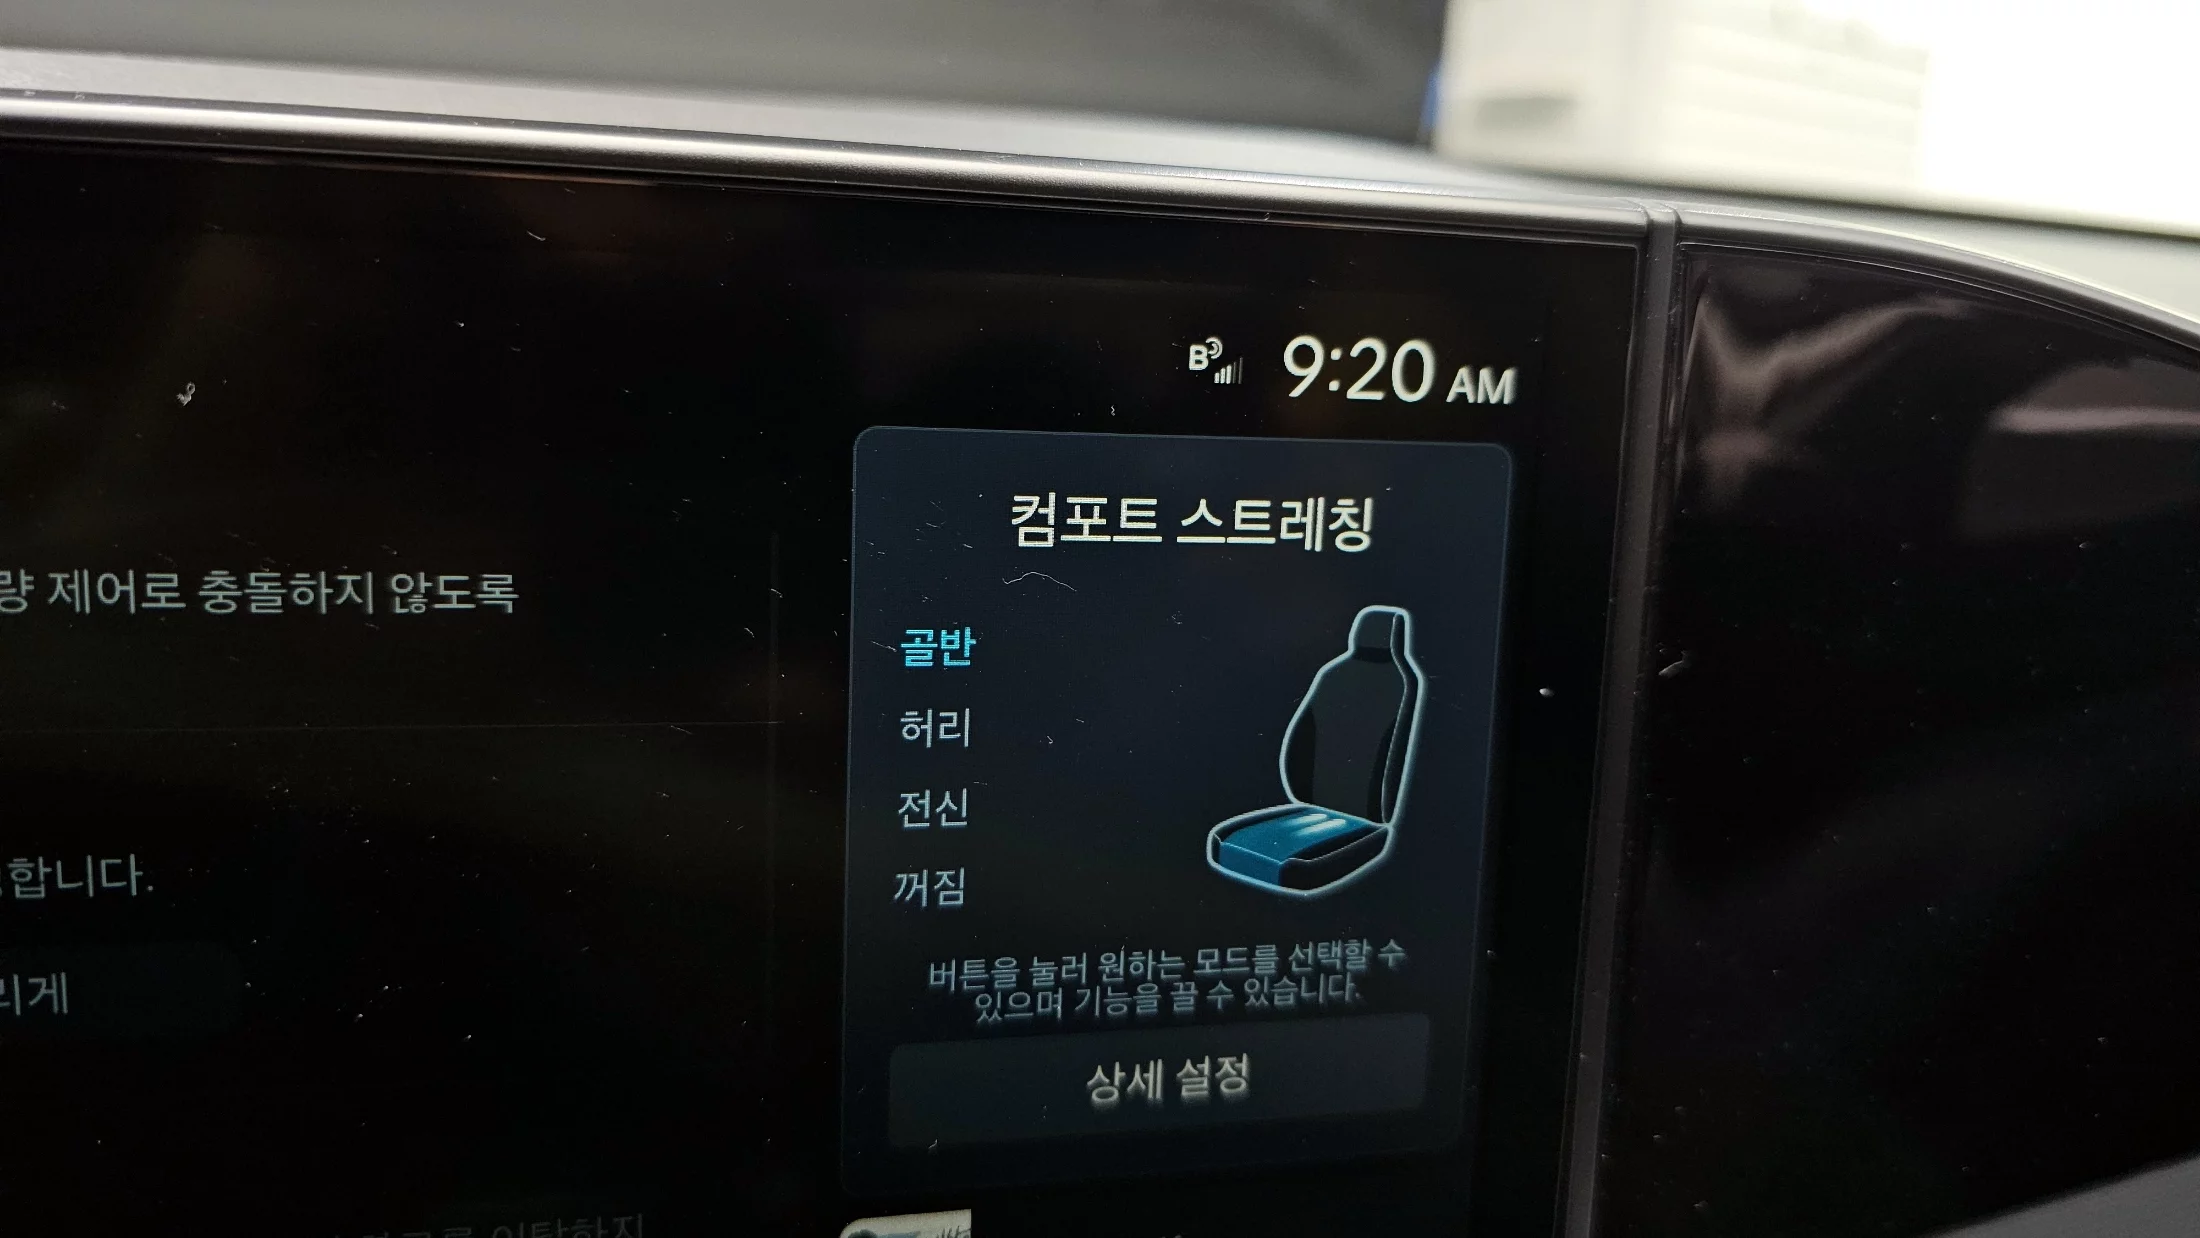 B 9:20 AM
컴포트 스트레칭
제어로 충돌하지 않도록
골반
허리
전신
꺼짐
합니다.
리게
버튼을 눌러 원하는 모드를 선택할 수
있으며 기능을 끌 수 있습니다.
상세 설정